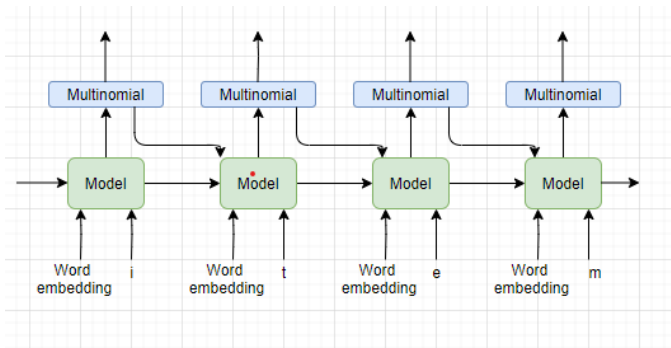 Multinomial Multinomial Multinomial Multinomial
Model Model Model Model
Word i Word t Word e Word m
embedding embedding embedding embedding